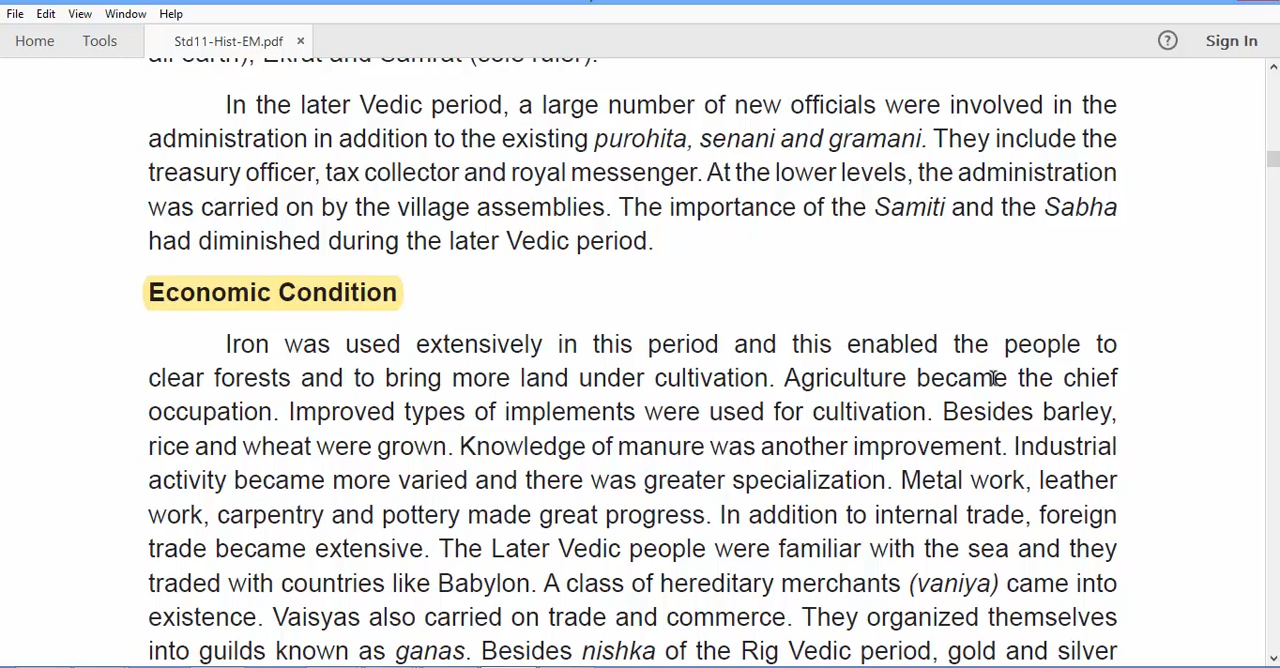 File Edit View Window Help
Home Tools Std11-Hist-EM.pdf × ? Sign In
all earth), Ekrat and Samrat (sole ruler).
In the later Vedic period, a large number of new officials were involved in the
administration in addition to the existing purohita, senani and gramani. They include the
treasury officer, tax collector and royal messenger. At the lower levels, the administration
was carried on by the village assemblies. The importance of the Samiti and the Sabha
had diminished during the later Vedic period.
Economic Condition
Iron was used extensively in this period and this enabled the people to
clear forests and to bring more land under cultivation. Agriculture became the chief
occupation. Improved types of implements were used for cultivation. Besides barley,
rice and wheat were grown. Knowledge of manure was another improvement. Industrial
activity became more varied and there was greater specialization. Metal work, leather
work, carpentry and pottery made great progress. In addition to internal trade, foreign
trade became extensive. The Later Vedic people were familiar with the sea and they
traded with countries like Babylon. A class of hereditary merchants (vaniya) came into
existence. Vaisyas also carried on trade and commerce. They organized themselves
into guilds known as ganas. Besides nishka of the Rig Vedic period, gold and silver